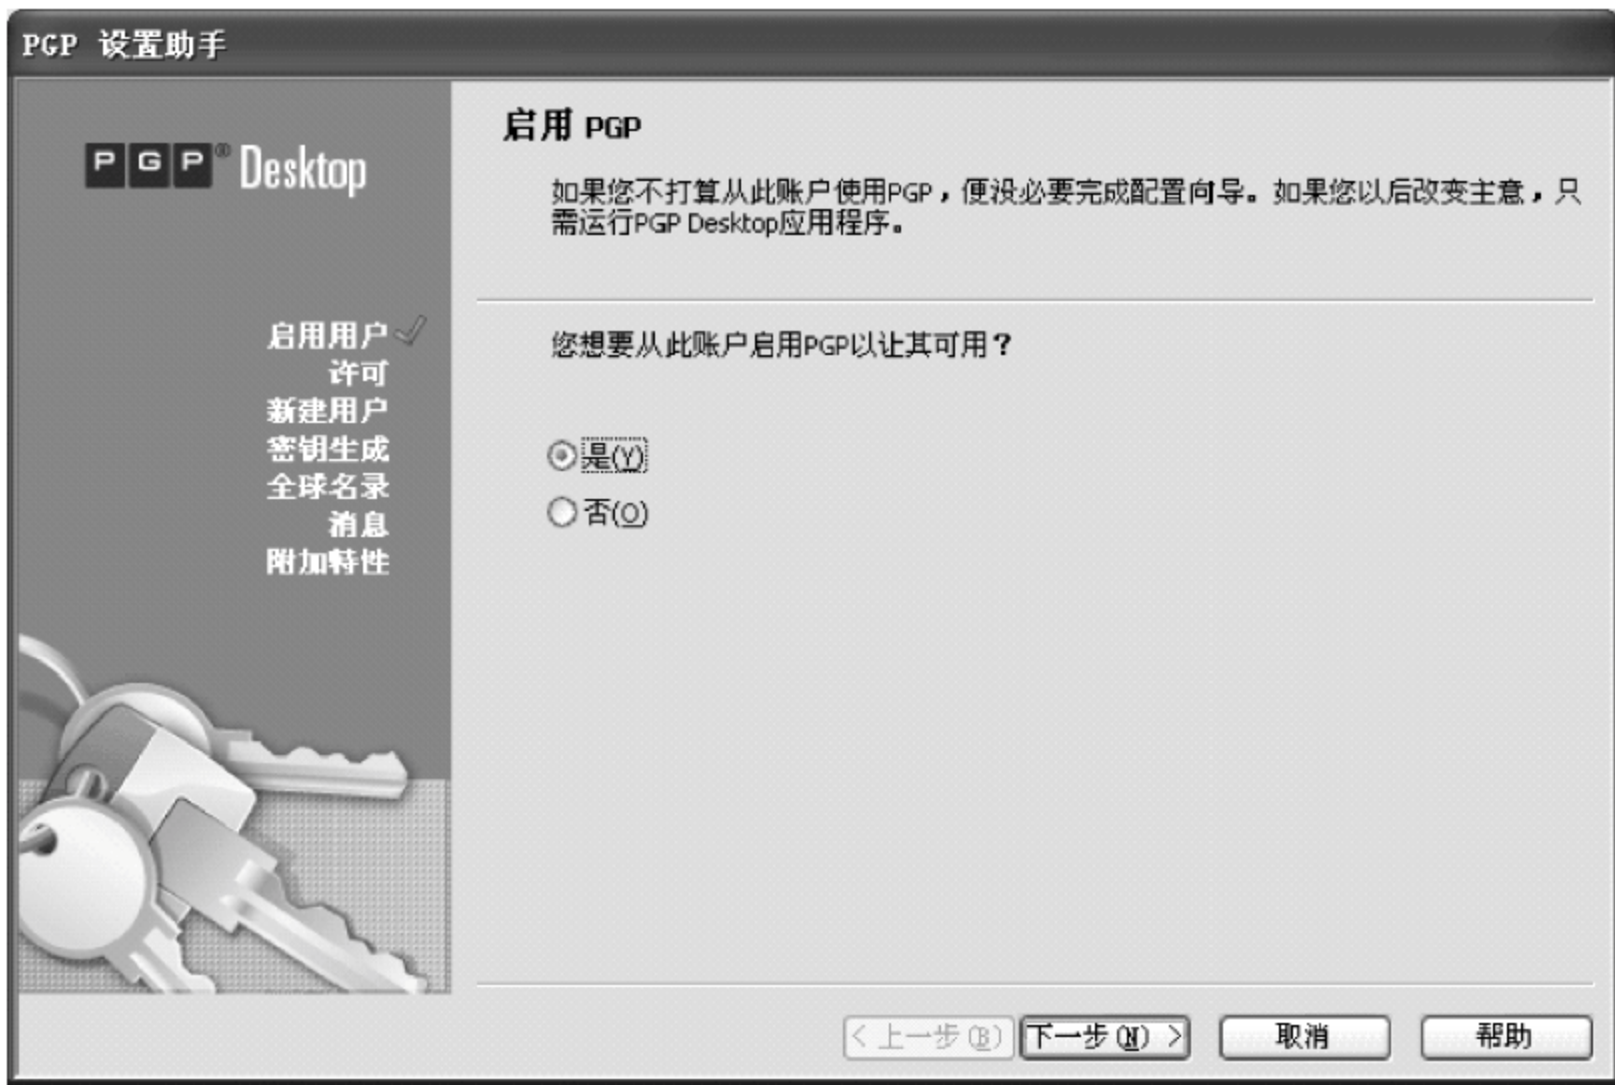 PGP 设置助手
PGP® Desktop
启用用户
许可
新建用户
密钥生成
全球名录
消息
附加特性
启用 PGP
如果您不打算从此账户使用PGP，便没必要完成配置向导。如果您以后改变主意，只
需运行PGP Desktop应用程序。
您想要从此账户启用PGP以让其可用？
是(Y)
否(O)
< 上一步(B)
下一步(N) >
取消
帮助